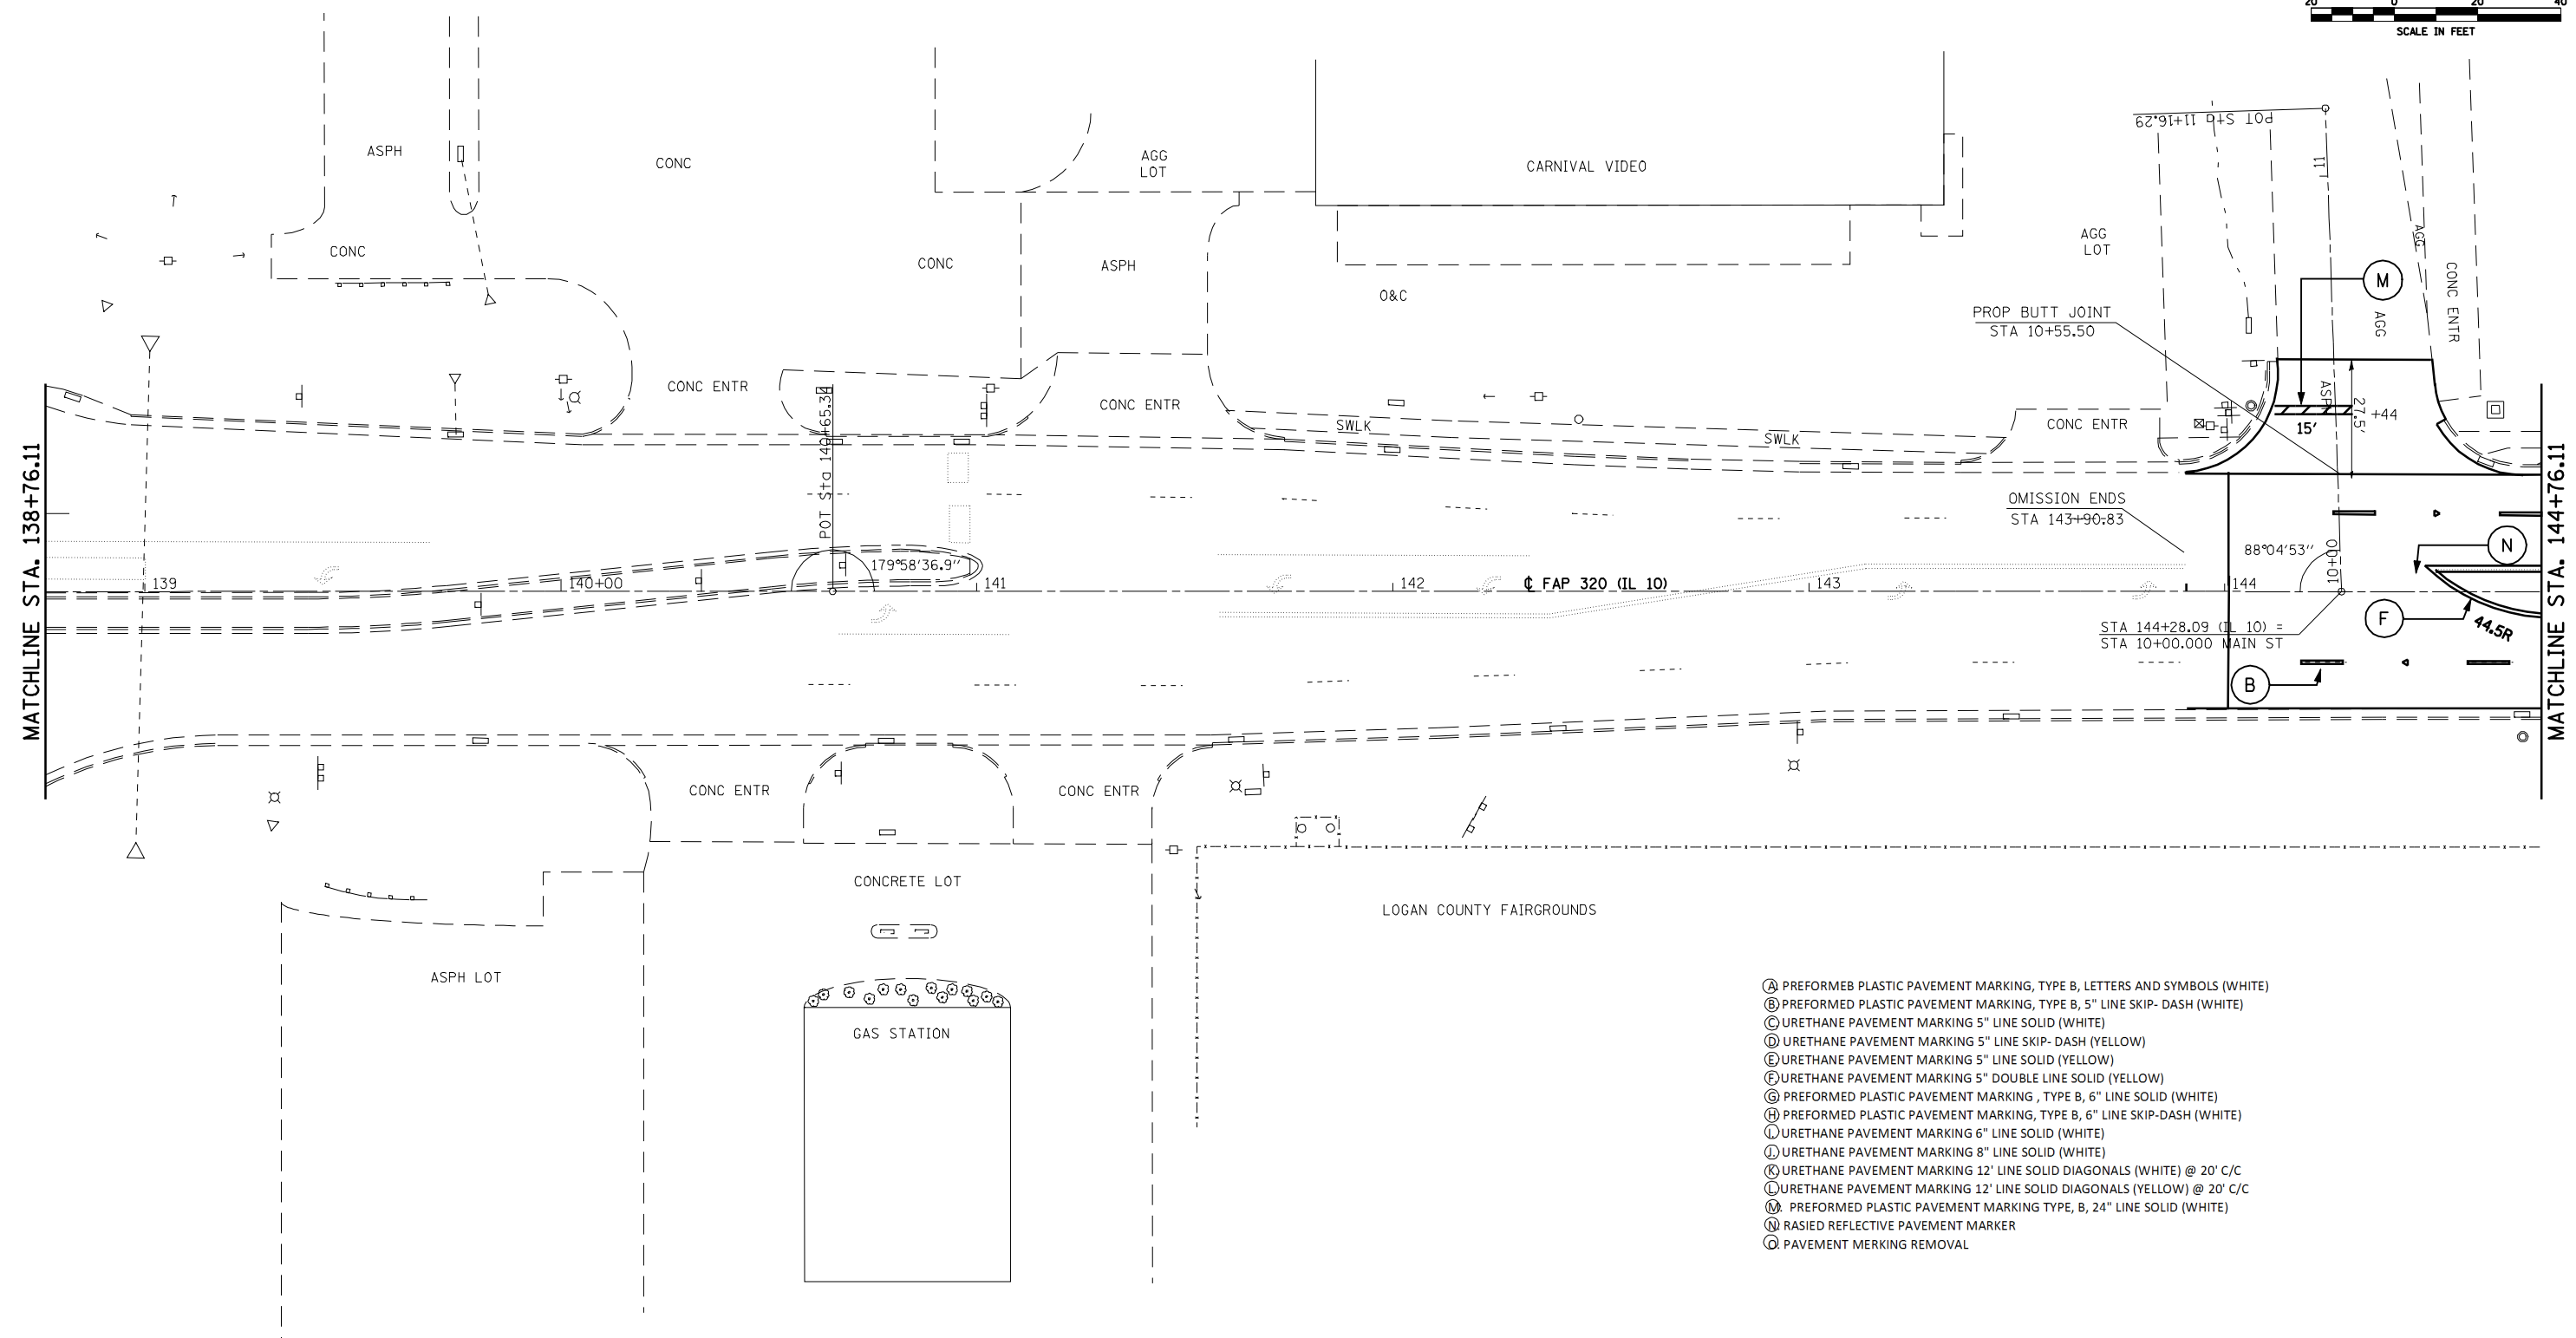 20 0 20 40
SCALE IN FEET
POT Sta 11+16.29
11
ASPH
CONC
AGG
LOT
CARNIVAL VIDEO
CONC
CONC
ASPH
O&C
AGG
LOT
AGG
CONC ENTR
M
AGG
PROP BUTT JOINT
STA 10+55.50
CONC ENTR
POT Sta 140+65.36
CONC ENTR
SWLK
SWLK
CONC ENTR
ASPH
27.5'
+44
15'
MATCHLINE STA. 138+76.11
MATCHLINE STA. 144+76.11
OMISSION ENDS
STA 143+90.83
88°04'53"
10+00
N
179°58'36.9"
139
140+00
141
142
℄ FAP 320 (IL 10)
143
144
F
44.5R
STA 144+28.09 (IL 10) =
STA 10+00.000 MAIN ST
B
CONC ENTR
CONC ENTR
CONCRETE LOT
LOGAN COUNTY FAIRGROUNDS
ASPH LOT
GAS STATION
A. PREFORMEB PLASTIC PAVEMENT MARKING, TYPE B, LETTERS AND SYMBOLS (WHITE)
B. PREFORMED PLASTIC PAVEMENT MARKING, TYPE B, 5" LINE SKIP- DASH (WHITE)
C. URETHANE PAVEMENT MARKING 5" LINE SOLID (WHITE)
D. URETHANE PAVEMENT MARKING 5" LINE SKIP- DASH (YELLOW)
E. URETHANE PAVEMENT MARKING 5" LINE SOLID (YELLOW)
F. URETHANE PAVEMENT MARKING 5" DOUBLE LINE SOLID (YELLOW)
G. PREFORMED PLASTIC PAVEMENT MARKING , TYPE B, 6" LINE SOLID (WHITE)
H. PREFORMED PLASTIC PAVEMENT MARKING, TYPE B, 6" LINE SKIP-DASH (WHITE)
I. URETHANE PAVEMENT MARKING 6" LINE SOLID (WHITE)
J. URETHANE PAVEMENT MARKING 8" LINE SOLID (WHITE)
K. URETHANE PAVEMENT MARKING 12' LINE SOLID DIAGONALS (WHITE) @ 20' C/C
L. URETHANE PAVEMENT MARKING 12' LINE SOLID DIAGONALS (YELLOW) @ 20' C/C
M. PREFORMED PLASTIC PAVEMENT MARKING TYPE, B, 24" LINE SOLID (WHITE)
N. RASIED REFLECTIVE PAVEMENT MARKER
O. PAVEMENT MERKING REMOVAL